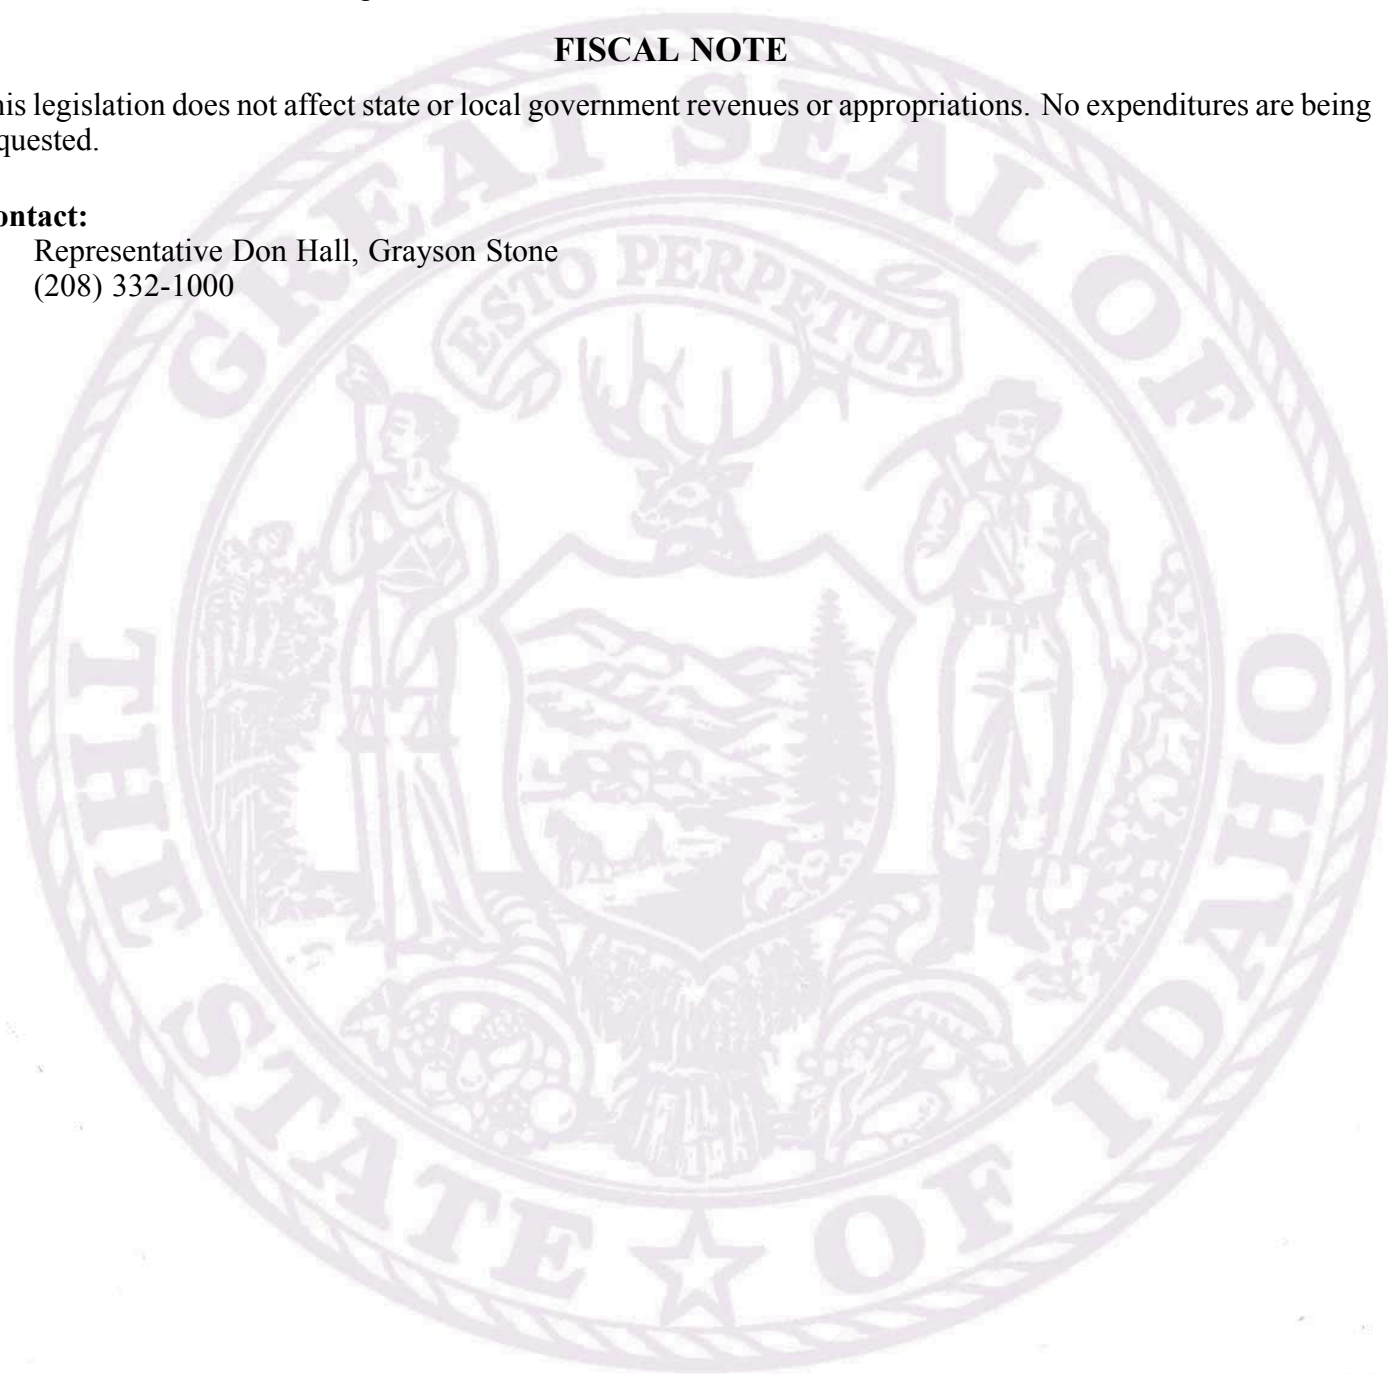 FISCAL NOTE
his legislation does not affect state or local government revenues or appropriations. No expenditures are being
quested.
ontact:
Representative Don Hall, Grayson Stone
(208) 332-1000
GREAT SEAL OF
THE STATE OF IDAHO
ESTO PERPETUA